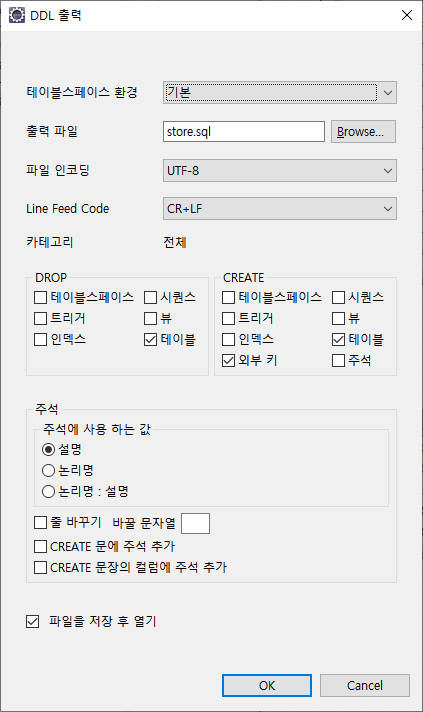 DDL 출력
테이블스페이스 환경 기본
출력 파일 store.sql Browse...
파일 인코딩 UTF-8
Line Feed Code CR+LF
카테고리 전체
DROP
테이블스페이스 시퀀스
트리거 뷰
인덱스 테이블
CREATE
테이블스페이스 시퀀스
트리거 뷰
인덱스 테이블
외부 키 주석
주석
주석에 사용 하는 값
설명
논리명
논리명 : 설명
줄 바꾸기 바꿀 문자열
CREATE 문에 주석 추가
CREATE 문장의 컬럼에 주석 추가
파일을 저장 후 열기
OK Cancel